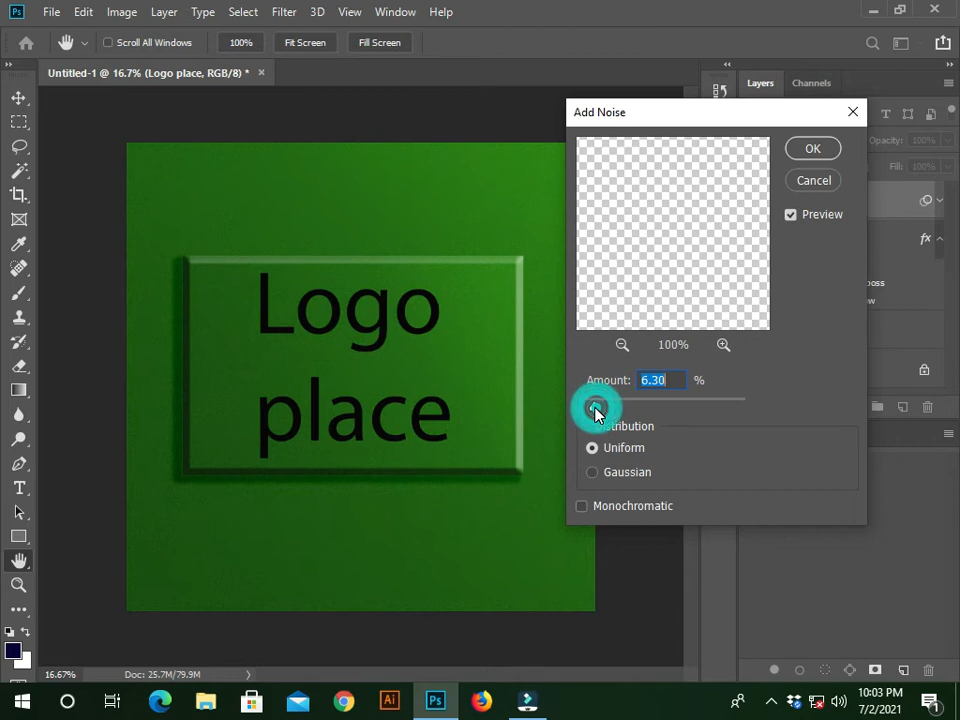 File Edit Image Layer Type Select Filter 3D View Window Help
Scroll All Windows 100% Fit Screen Fill Screen
Untitled-1 @ 16.7% (Logo place, RGB/8) *
Layers Channels
Add Noise
Opacity: 100%
OK
Fill: 100%
Cancel
Preview
fx
Logo
place
100%
Amount: 6.30 %
Uniform
Gaussian
Monochromatic
16.67% Doc: 25.7M/79.9M
Ai Ps
10:03 PM
7/2/2021
1